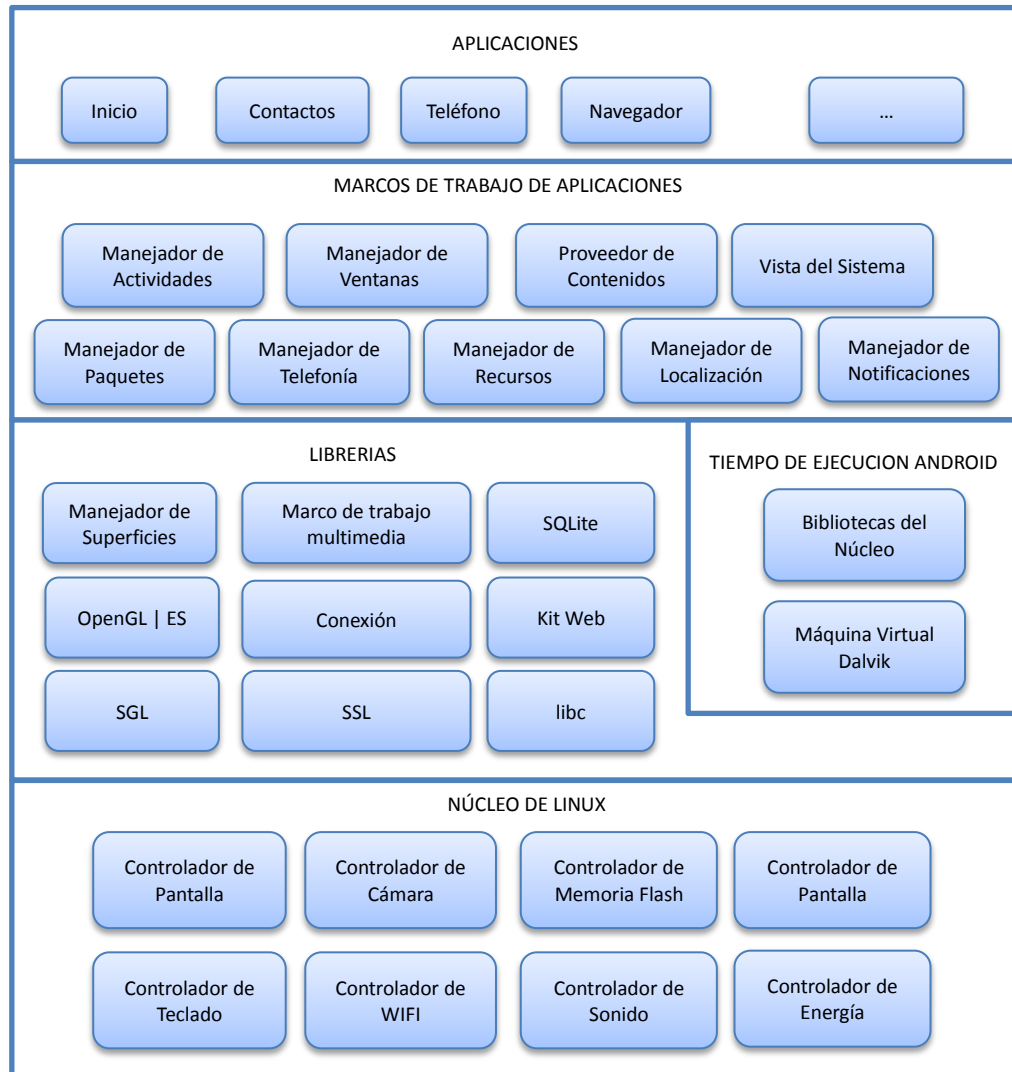 APLICACIONES
Inicio
Contactos
Teléfono
Navegador
...
MARCOS DE TRABAJO DE APLICACIONES
Manejador de
Actividades
Manejador de
Ventanas
Proveedor de
Contenidos
Vista del Sistema
Manejador de
Paquetes
Manejador de
Telefonía
Manejador de
Recursos
Manejador de
Localización
Manejador de
Notificaciones
LIBRERIAS
Manejador de
Superficies
Marco de trabajo
multimedia
SQLite
OpenGL | ES
Conexión
Kit Web
SGL
SSL
libc
TIEMPO DE EJECUCION ANDROID
Bibliotecas del
Núcleo
Máquina Virtual
Dalvik
NÚCLEO DE LINUX
Controlador de
Pantalla
Controlador de
Cámara
Controlador de
Memoria Flash
Controlador de
Pantalla
Controlador de
Teclado
Controlador de
WIFI
Controlador de
Sonido
Controlador de
Energía